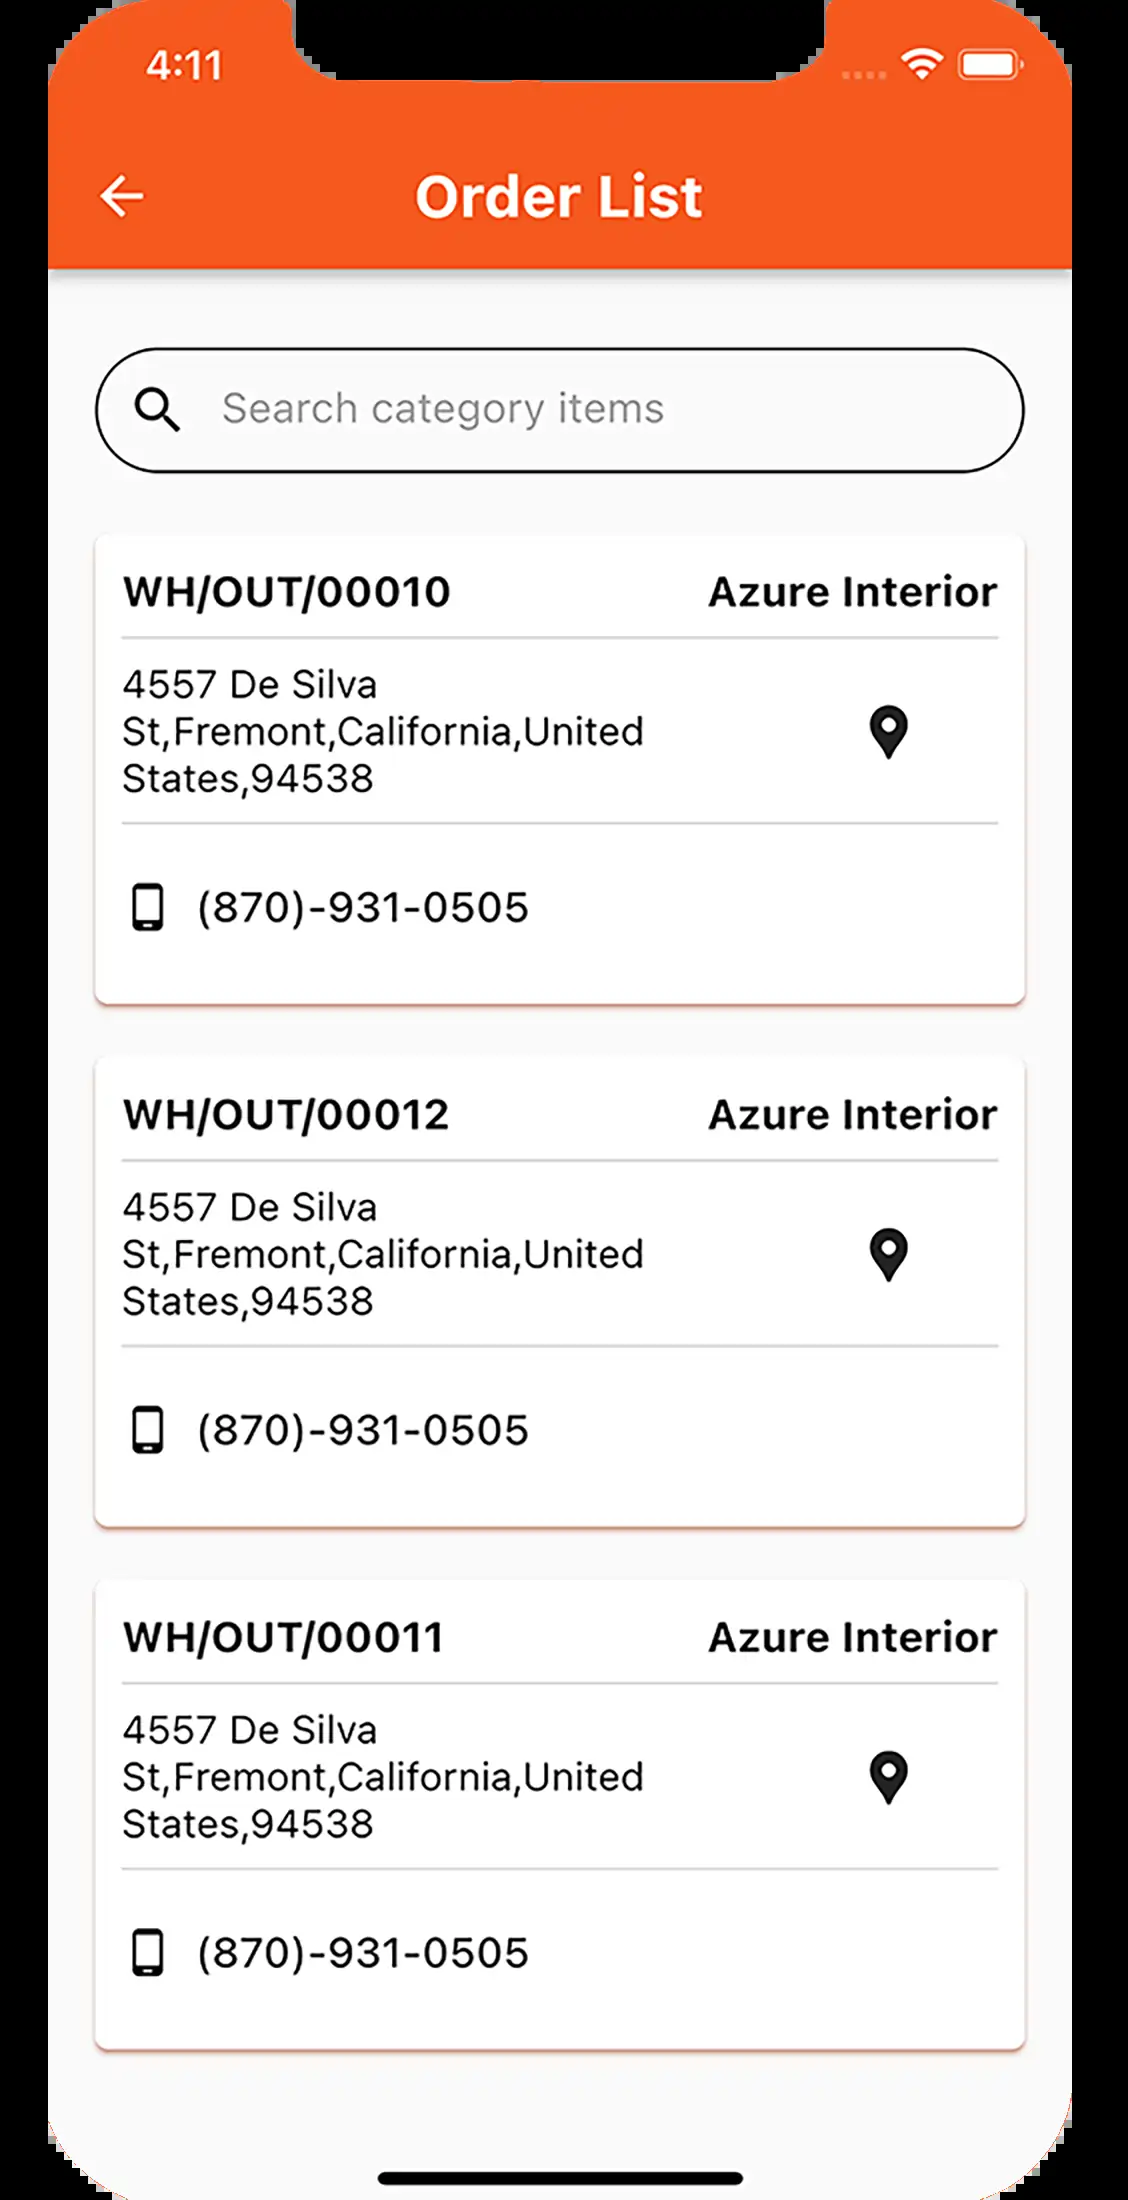 4:11
Order List
Search category items
WH/OUT/00010 Azure Interior
4557 De Silva
St,Fremont,California,United
States,94538
(870)-931-0505
WH/OUT/00012 Azure Interior
4557 De Silva
St,Fremont,California,United
States,94538
(870)-931-0505
WH/OUT/00011 Azure Interior
4557 De Silva
St,Fremont,California,United
States,94538
(870)-931-0505